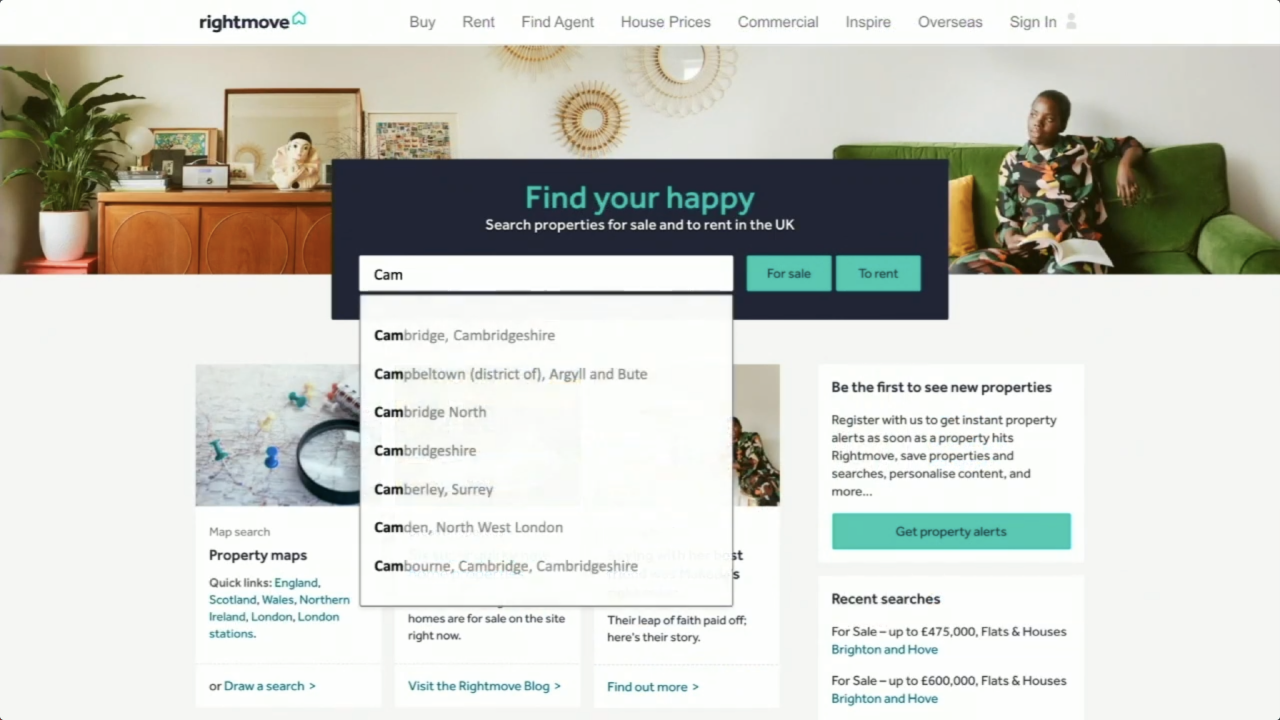 rightmove
Buy Rent Find Agent House Prices Commercial Inspire Overseas Sign In
Find your happy
Search properties for sale and to rent in the UK
Cam
For sale
To rent
Cambridge, Cambridgeshire
Campbeltown (district of), Argyll and Bute
Cambridge North
Cambridgeshire
Camberley, Surrey
Camden, North West London
Cambourne, Cambridge, Cambridgeshire
Map search
Property maps
Quick links: England,
Scotland, Wales, Northern
Ireland, London, London
stations.
or Draw a search >
homes are for sale on the site
right now.
Visit the Rightmove Blog >
Their leap of faith paid off;
here's their story.
Find out more >
Be the first to see new properties
Register with us to get instant property
alerts as soon as a property hits
Rightmove, save properties and
searches, personalise content, and
more...
Get property alerts
Recent searches
For Sale – up to £475,000, Flats & Houses
Brighton and Hove
For Sale – up to £600,000, Flats & Houses
Brighton and Hove